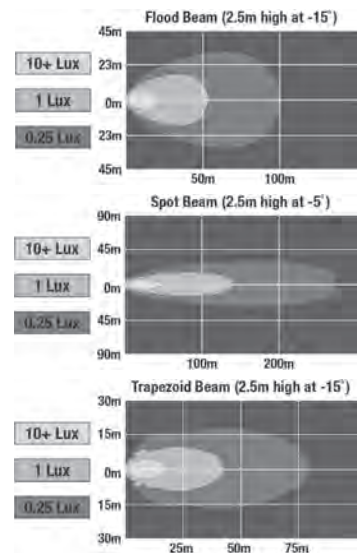 Flood Beam (2.5m high at -15˚)
45m
10+ Lux
23m
1 Lux
0m
0.25 Lux
23m
45m
50m
100m
Spot Beam (2.5m high at -5˚)
90m
10+ Lux
45m
1 Lux
0m
0.25 Lux
45m
90m
100m
200m
Trapezoid Beam (2.5m high at -15˚)
30m
10+ Lux
15m
1 Lux
0m
0.25 Lux
15m
30m
25m
50m
75m